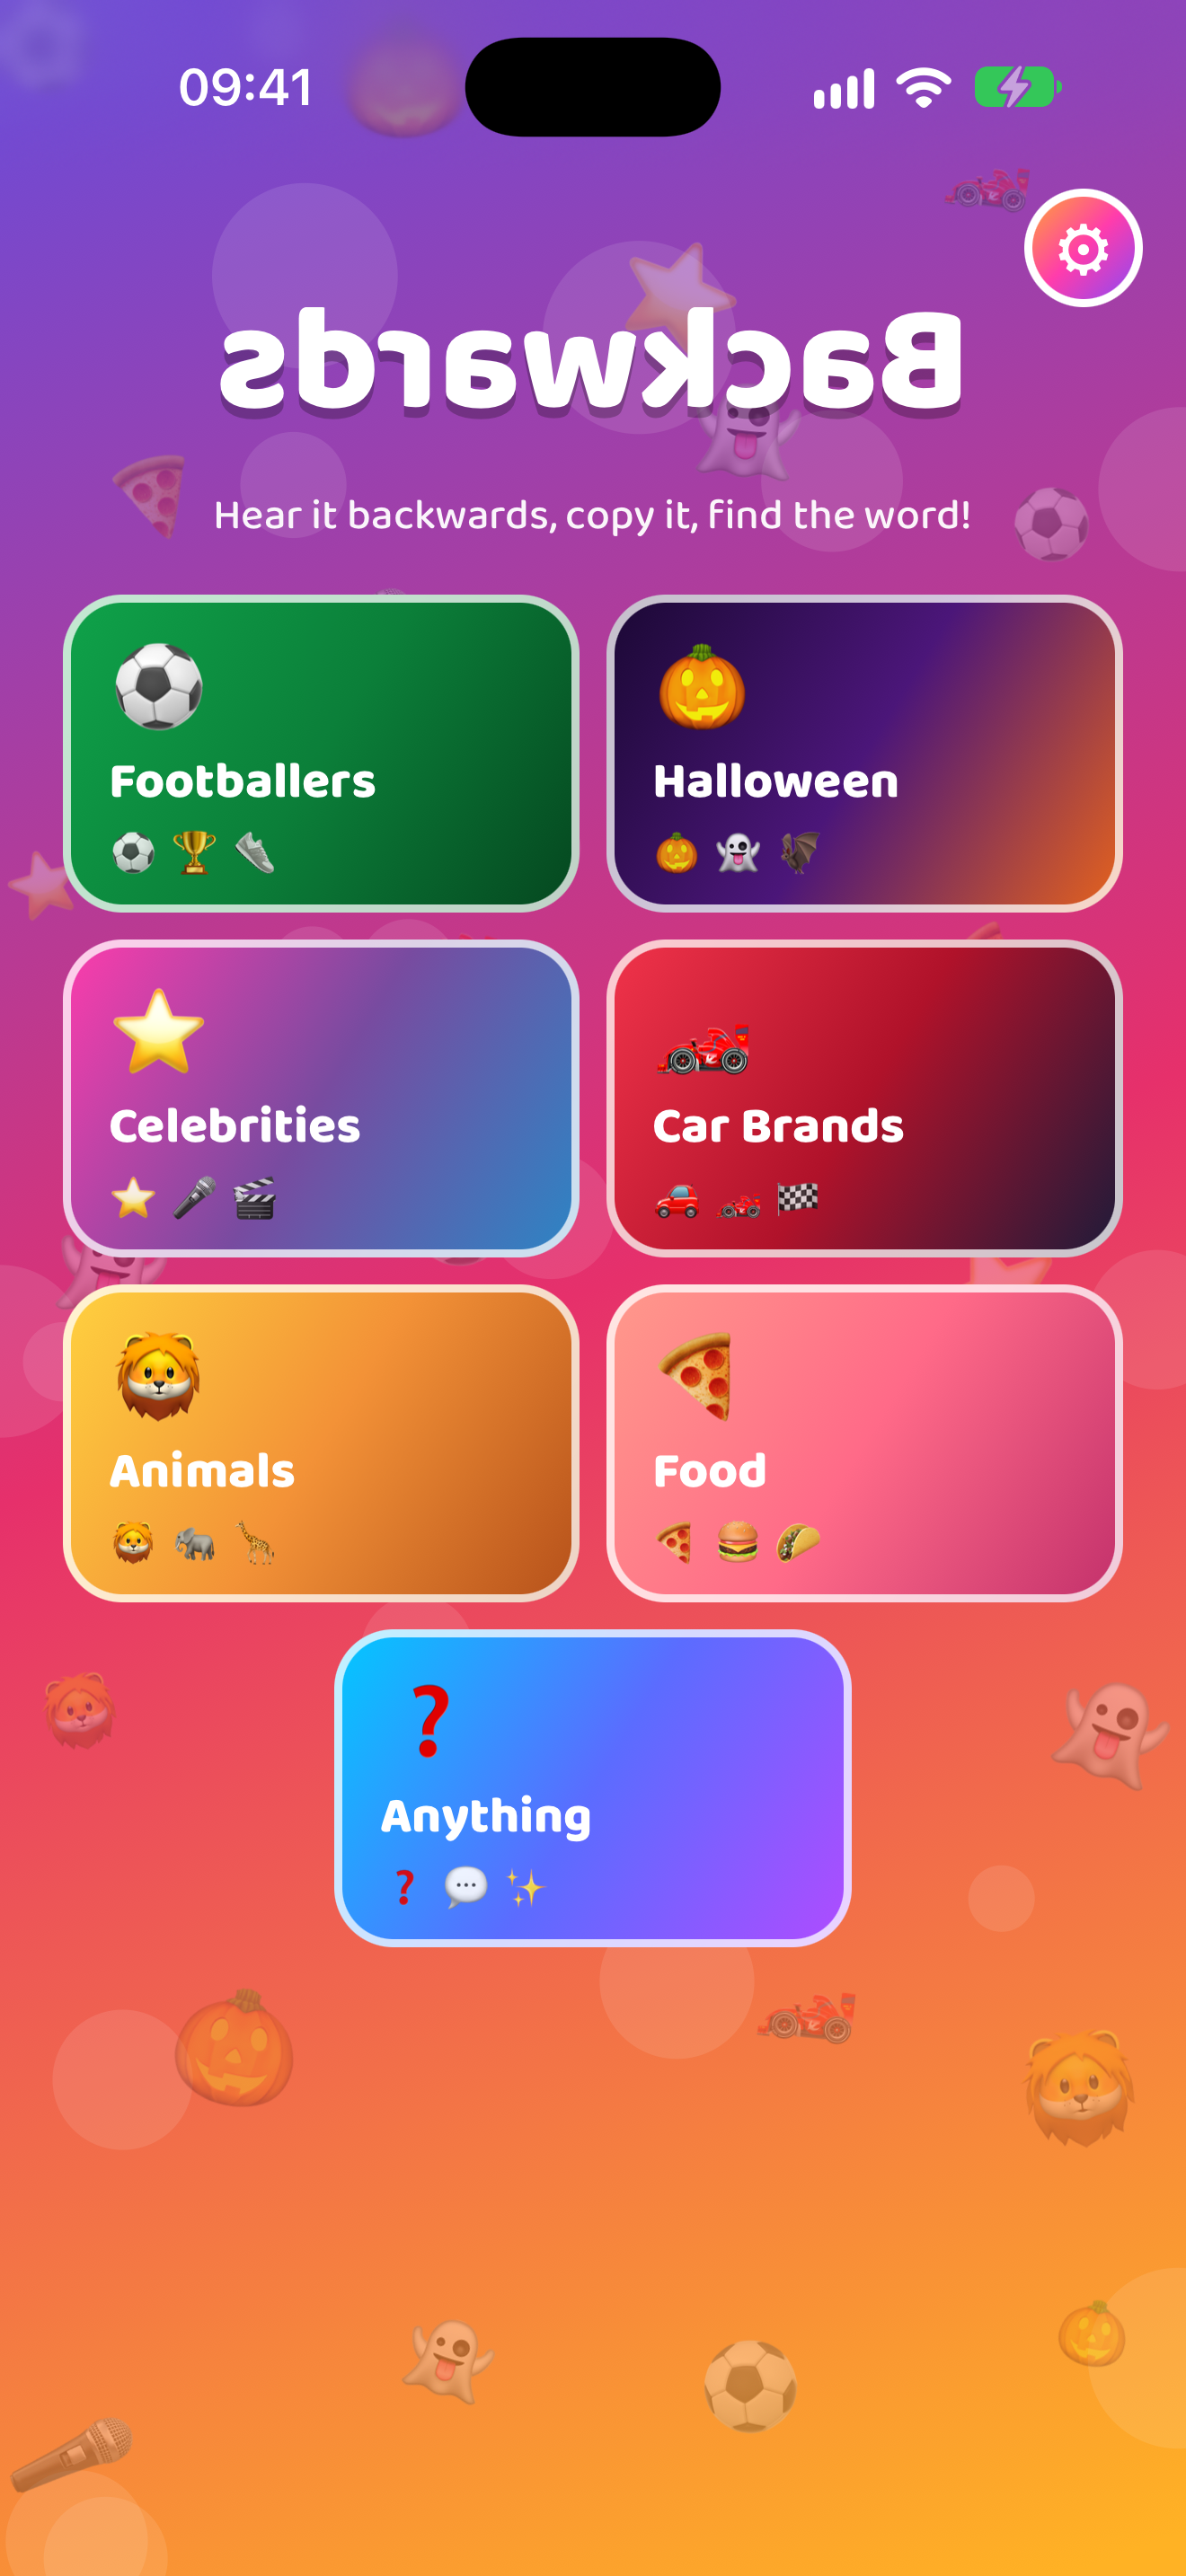 09:41
Backwards
Hear it backwards, copy it, find the word!
Footballers
Halloween
Celebrities
Car Brands
Animals
Food
Anything